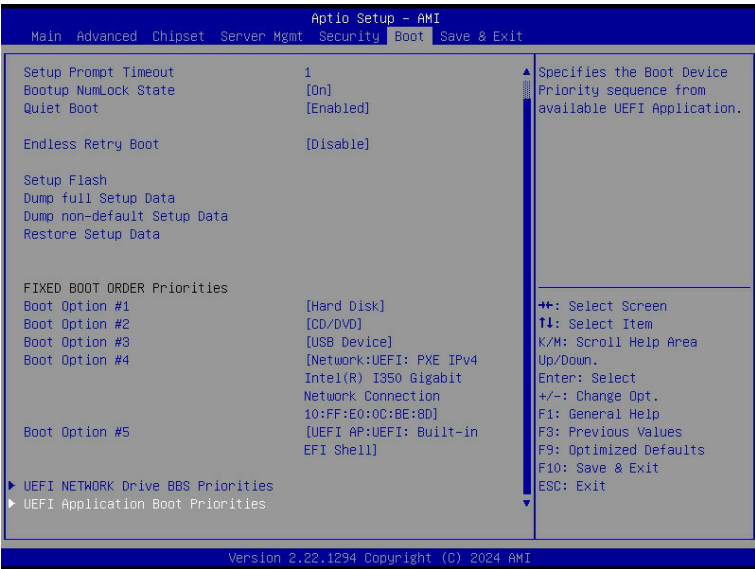 Aptio Setup – AMI
Main Advanced Chipset Server Mgmt Security Boot Save & Exit
Setup Prompt Timeout 1
Bootup NumLock State [On]
Quiet Boot [Enabled]
Endless Retry Boot [Disable]
Setup Flash
Dump full Setup Data
Dump non-default Setup Data
Restore Setup Data
FIXED BOOT ORDER Priorities
Boot Option #1 [Hard Disk]
Boot Option #2 [CD/DVD]
Boot Option #3 [USB Device]
Boot Option #4 [Network:UEFI: PXE IPv4
Intel(R) I350 Gigabit
Network Connection
10:FF:E0:0C:BE:8D]
Boot Option #5 [UEFI AP:UEFI: Built-in
EFI Shell]
UEFI NETWORK Drive BBS Priorities
UEFI Application Boot Priorities
Specifies the Boot Device
Priority sequence from
available UEFI Application.
→←: Select Screen
↑↓: Select Item
K/M: Scroll Help Area
Up/Down.
Enter: Select
+/-: Change Opt.
F1: General Help
F3: Previous Values
F9: Optimized Defaults
F10: Save & Exit
ESC: Exit
Version 2.22.1294 Copyright (C) 2024 AMI